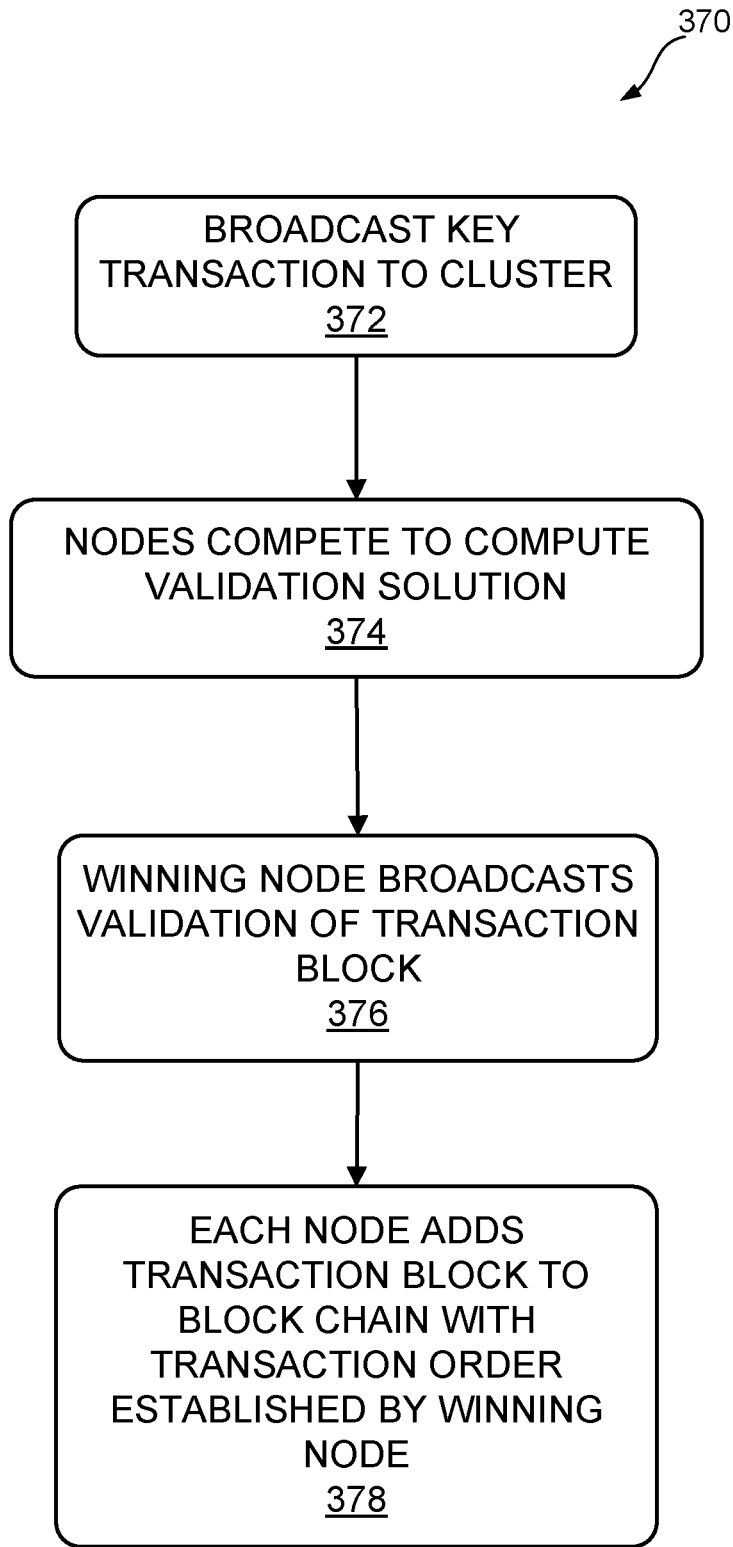 370
BROADCAST KEY
TRANSACTION TO CLUSTER
372
NODES COMPETE TO COMPUTE
VALIDATION SOLUTION
374
WINNING NODE BROADCASTS
VALIDATION OF TRANSACTION
BLOCK
376
EACH NODE ADDS
TRANSACTION BLOCK TO
BLOCK CHAIN WITH
TRANSACTION ORDER
ESTABLISHED BY WINNING
NODE
378